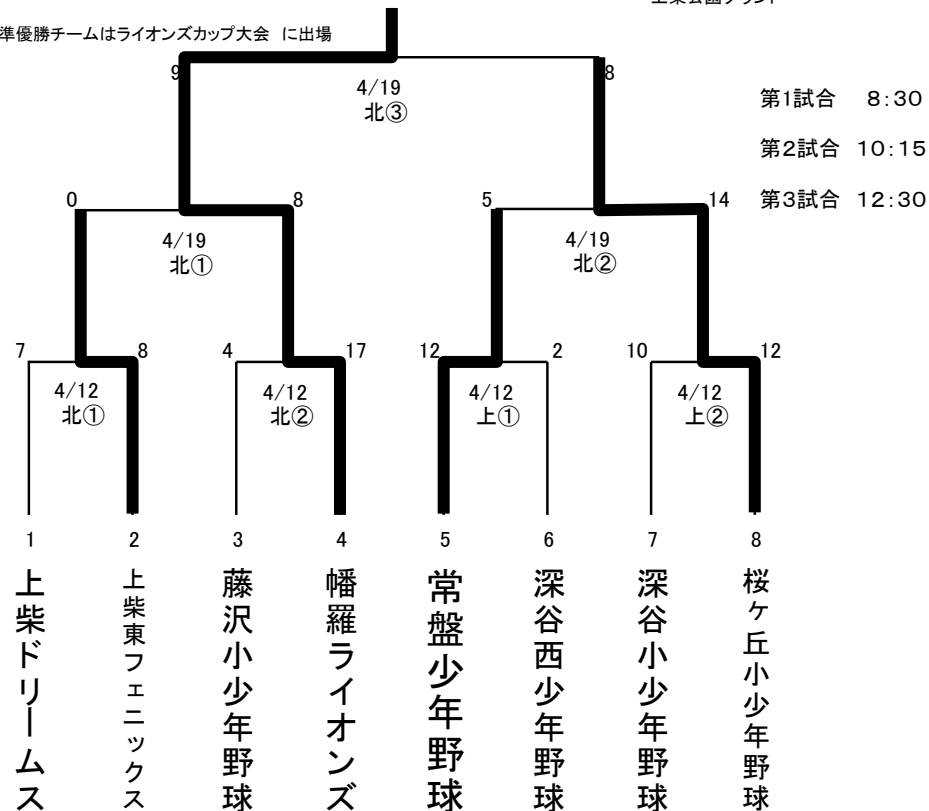 準優勝チームはライオンズカップ大会 に出場
9
8
4/19
北③
第1試合 8:30
第2試合 10:15
第3試合 12:30
0
8
5
14
4/19
北①
4/19
北②
7
8
4
17
12
2
10
12
4/12
北①
4/12
北②
4/12
上①
4/12
上②
1
2
3
4
5
6
7
8
上柴ドリームス
上柴東フェニックス
藤沢小少年野球
幡羅ライオンズ
常盤少年野球
深谷西少年野球
深谷小少年野球
桜ヶ丘小少年野球